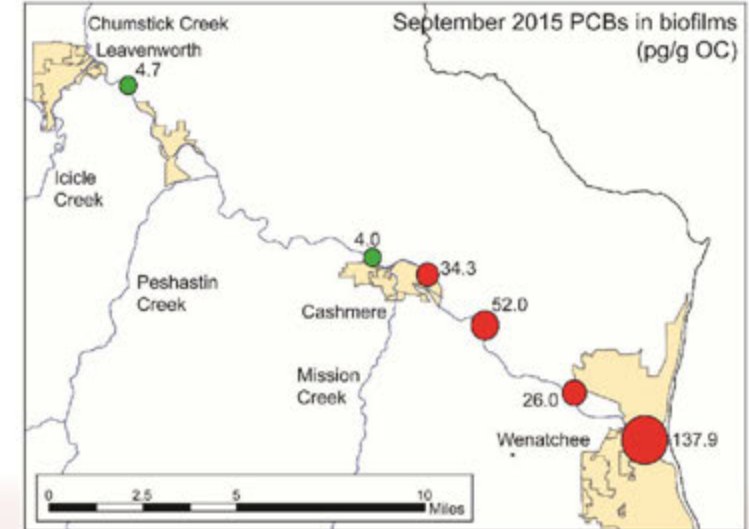 September 2015 PCBs in biofilms
(pg/g OC)
Chumstick Creek
Leavenworth
4.7
Icicle
Creek
Peshastin
Creek
4.0
34.3
Cashmere
52.0
Mission
Creek
26.0
Wenatchee
137.9
0 2.5 5 10
Miles